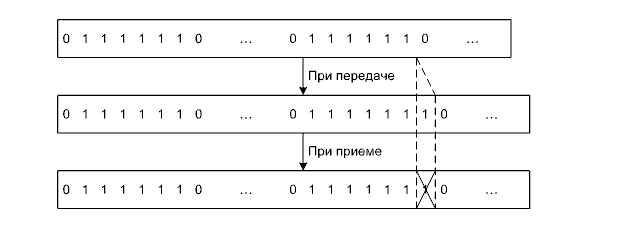 0 1 1 1 1 1 1 0 ... 0 1 1 1 1 1 1 0 ...
При передаче
0 1 1 1 1 1 1 0 ... 0 1 1 1 1 1 1 1 0 ...
При приеме
0 1 1 1 1 1 1 0 ... 0 1 1 1 1 1 1 1 0 ...